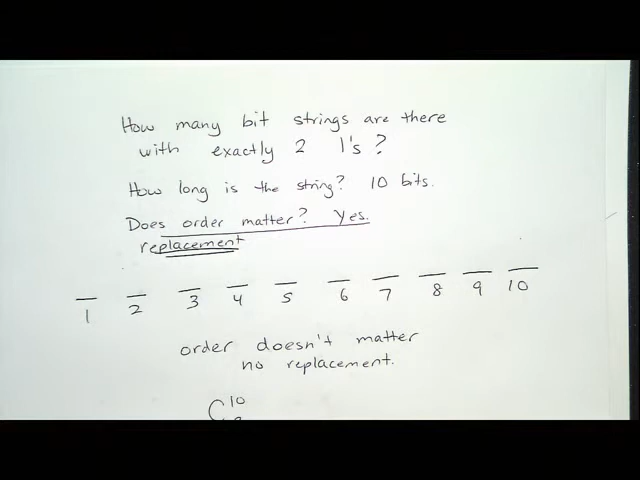 How many bit strings are there
with exactly 2 1's?
How long is the string? 10 bits.
Does order matter? Yes.
replacement
1 2 3 4 5 6 7 8 9 10
order doesn't matter
no replacement.
C 10